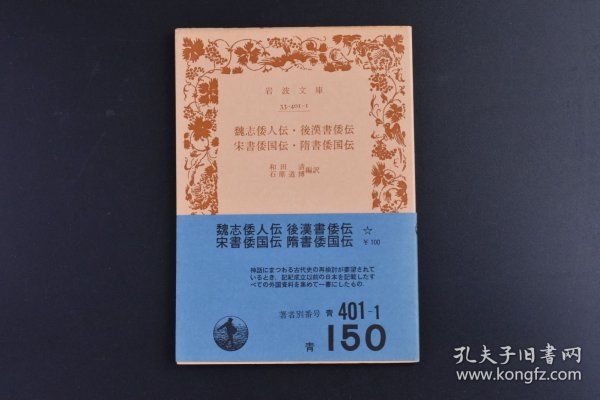 岩波文庫
33-401-1
魏志倭人伝・後漢書倭伝
宋書倭国伝・隋書倭国伝
和田 清
石原道博 編訳
魏志倭人伝 後漢書倭伝 ☆
宋書倭国伝 隋書倭国伝 ¥100
神話にまつわる古代史の再検討が要望されて
いるとき,記紀成立以前の日本を記載したす
べての外国資料を集めて一書にしたもの.
著者別番号 青 401-1
青 150
孔夫子旧书网
www.kongfz.com